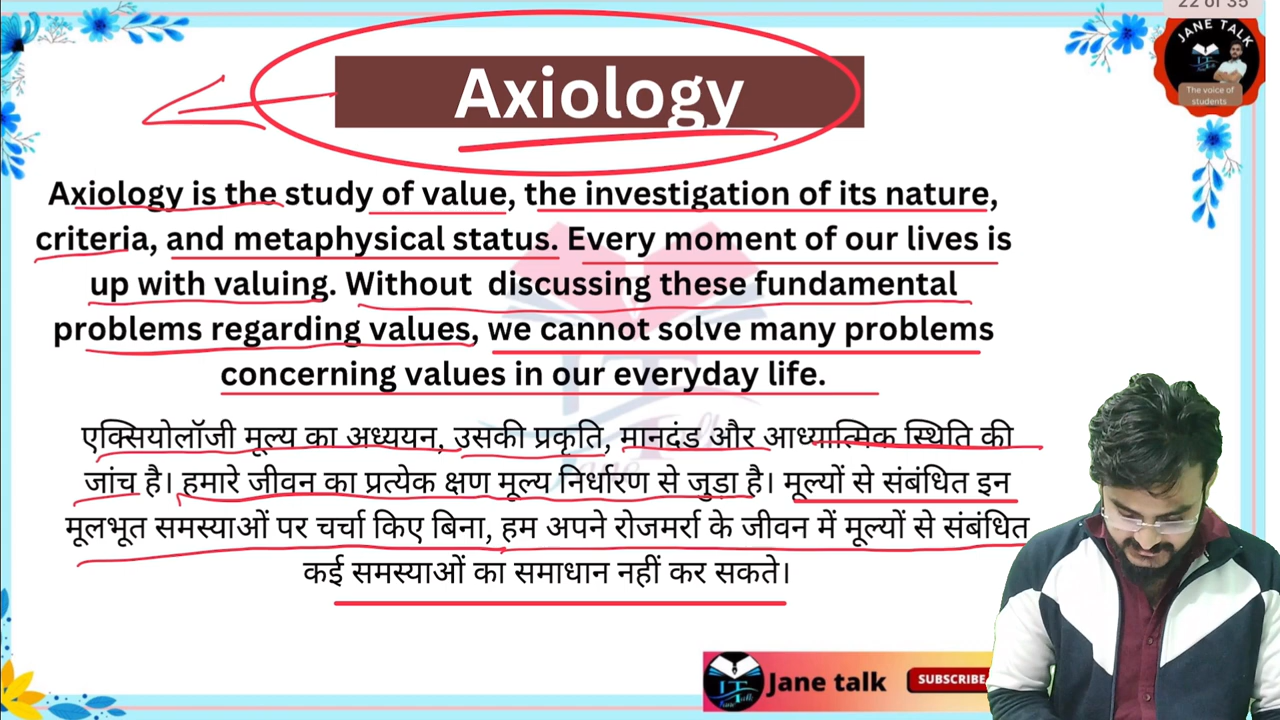 22 of 35
JANE TALK
The voice of
students
Axiology
Axiology is the study of value, the investigation of its nature,
criteria, and metaphysical status. Every moment of our lives is
up with valuing. Without discussing these fundamental
problems regarding values, we cannot solve many problems
concerning values in our everyday life.
एक्सियोलॉजी मूल्य का अध्ययन, उसकी प्रकृति, मानदंड और आध्यात्मिक स्थिति की
जांच है। हमारे जीवन का प्रत्येक क्षण मूल्य निर्धारण से जुड़ा है। मूल्यों से संबंधित इन
मूलभूत समस्याओं पर चर्चा किए बिना, हम अपने रोजमर्रा के जीवन में मूल्यों से संबंधित
कई समस्याओं का समाधान नहीं कर सकते।
Jane talk
SUBSCRIBE